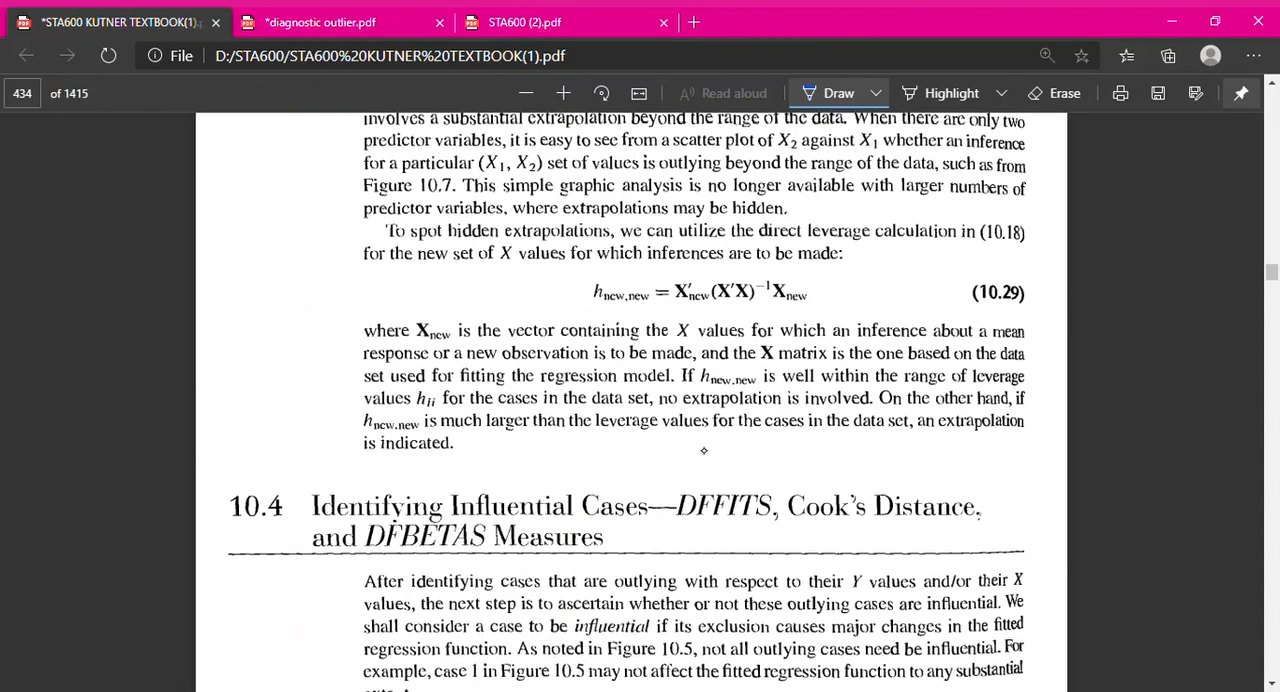 *STA600 KUTNER TEXTBOOK(1).p
*diagnostic outlier.pdf
STA600 (2).pdf
File D:/STA600/STA600%20KUTNER%20TEXTBOOK(1).pdf
434 of 1415 Read aloud Draw Highlight Erase
involves a substantial extrapolation beyond the range of the data. When there are only two
predictor variables, it is easy to see from a scatter plot of X₂ against X₁ whether an inference
for a particular (X₁, X₂) set of values is outlying beyond the range of the data, such as from
Figure 10.7. This simple graphic analysis is no longer available with larger numbers of
predictor variables, where extrapolations may be hidden.
To spot hidden extrapolations, we can utilize the direct leverage calculation in (10.18)
for the new set of X values for which inferences are to be made:
h_new,new = X′_new(X′X)⁻¹X_new (10.29)
where X_new is the vector containing the X values for which an inference about a mean
response or a new observation is to be made, and the X matrix is the one based on the data
set used for fitting the regression model. If h_new,new is well within the range of leverage
values h_ii for the cases in the data set, no extrapolation is involved. On the other hand, if
h_new,new is much larger than the leverage values for the cases in the data set, an extrapolation
is indicated.
10.4 Identifying Influential Cases—DFFITS, Cook's Distance,
and DFBETAS Measures
After identifying cases that are outlying with respect to their Y values and/or their X
values, the next step is to ascertain whether or not these outlying cases are influential. We
shall consider a case to be influential if its exclusion causes major changes in the fitted
regression function. As noted in Figure 10.5, not all outlying cases need be influential. For
example, case 1 in Figure 10.5 may not affect the fitted regression function to any substantial